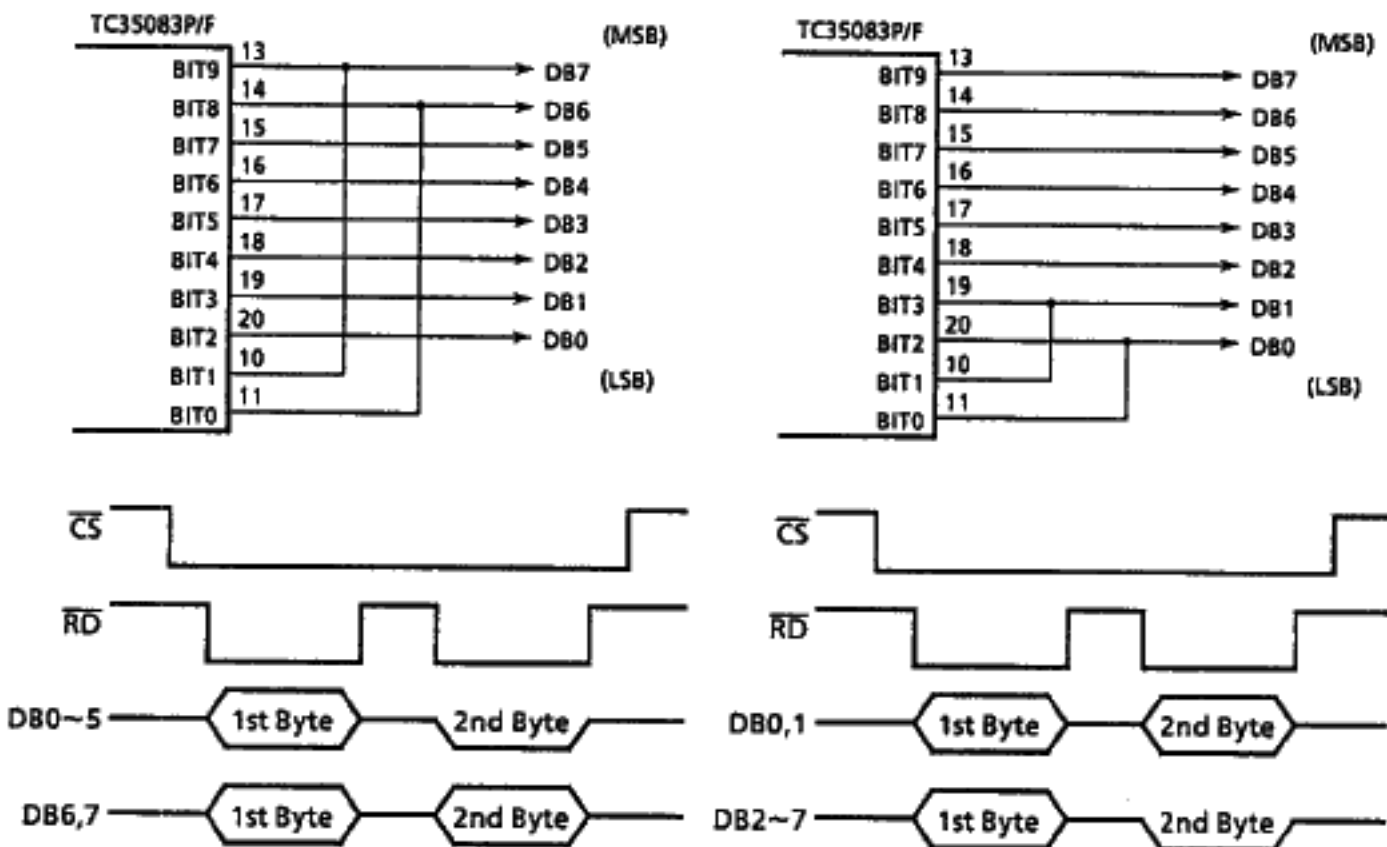 TC35083P/F
(MSB)
BIT9 13 DB7
BIT8 14 DB6
BIT7 15 DB5
BIT6 16 DB4
BIT5 17 DB3
BIT4 18 DB2
BIT3 19 DB1
BIT2 20 DB0
BIT1 10
(LSB)
BIT0 11
CS
RD
DB0~5 1st Byte 2nd Byte
DB6,7 1st Byte 2nd Byte
TC35083P/F
(MSB)
BIT9 13 DB7
BIT8 14 DB6
BIT7 15 DB5
BIT6 16 DB4
BIT5 17 DB3
BIT4 18 DB2
BIT3 19 DB1
BIT2 20 DB0
BIT1 10
(LSB)
BIT0 11
CS
RD
DB0,1 1st Byte 2nd Byte
DB2~7 1st Byte 2nd Byte